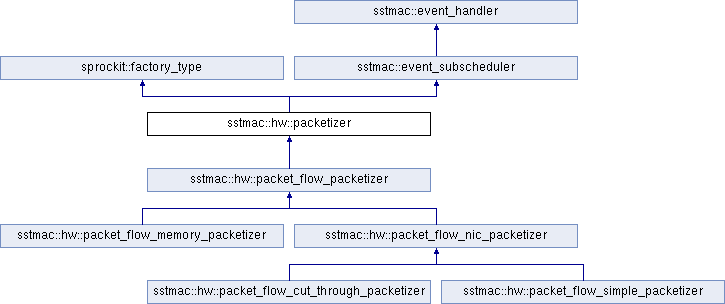 sstmac::event_handler
sprockit::factory_type
sstmac::event_subscheduler
sstmac::hw::packetizer
sstmac::hw::packet_flow_packetizer
sstmac::hw::packet_flow_memory_packetizer
sstmac::hw::packet_flow_nic_packetizer
sstmac::hw::packet_flow_cut_through_packetizer
sstmac::hw::packet_flow_simple_packetizer